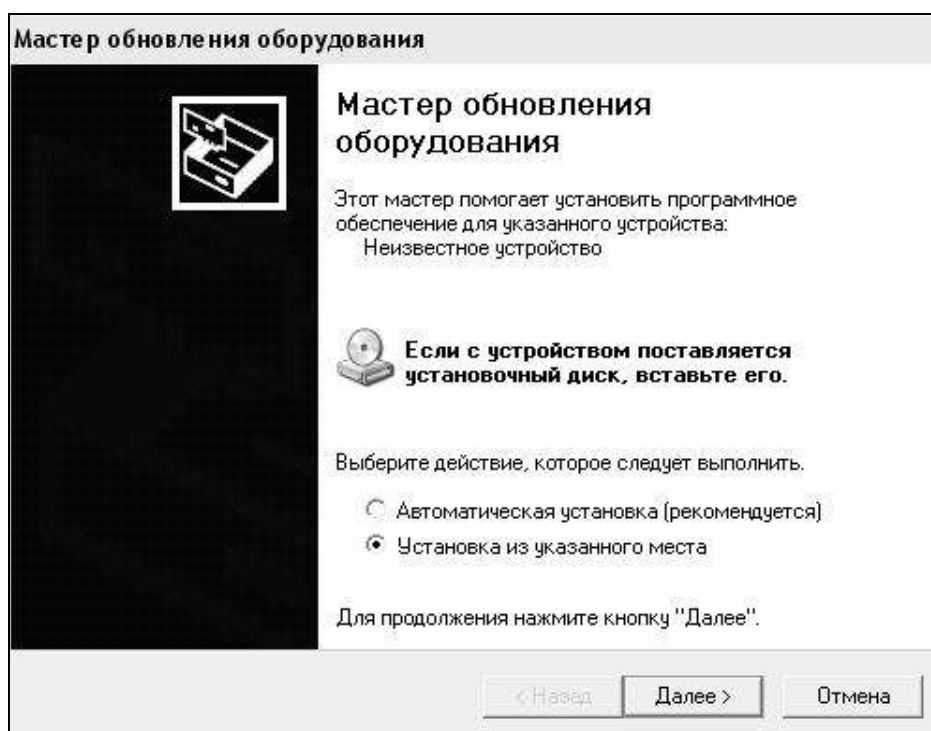 Мастер обновления оборудования
Мастер обновления
оборудования
Этот мастер помогает установить программное
обеспечение для указанного устройства:
Неизвестное устройство
Если с устройством поставляется
установочный диск, вставьте его.
Выберите действие, которое следует выполнить.
Автоматическая установка (рекомендуется)
Установка из указанного места
Для продолжения нажмите кнопку "Далее".
< Назад Далее > Отмена